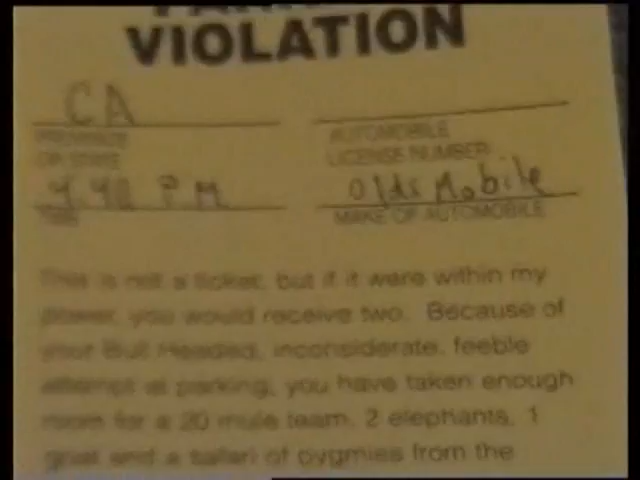 VIOLATION
CA
PROVINCE
OR STATE
AUTOMOBILE
LICENSE NUMBER
P M
TIME
Olds Mobile
MAKE OF AUTOMOBILE
This is not a ticket, but if it were within my
power, you would receive two. Because of
your Bull Headed, inconsiderate, feeble
attempt at parking, you have taken enough
room for a 20 mule team, 2 elephants, 1
goat and a safari of pygmies from the